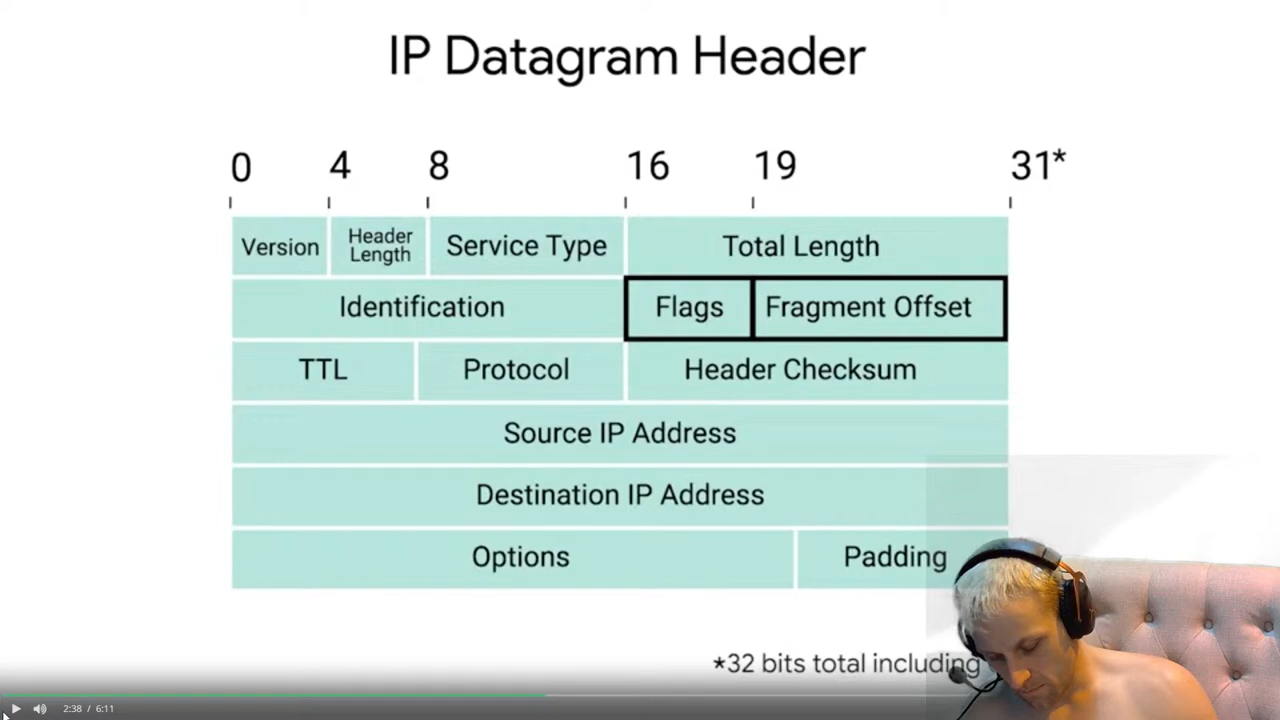 IP Datagram Header
0 4 8 16 19 31*
Version Header Length Service Type Total Length
Identification Flags Fragment Offset
TTL Protocol Header Checksum
Source IP Address
Destination IP Address
Options Padding
*32 bits total including
2:38 / 6:11